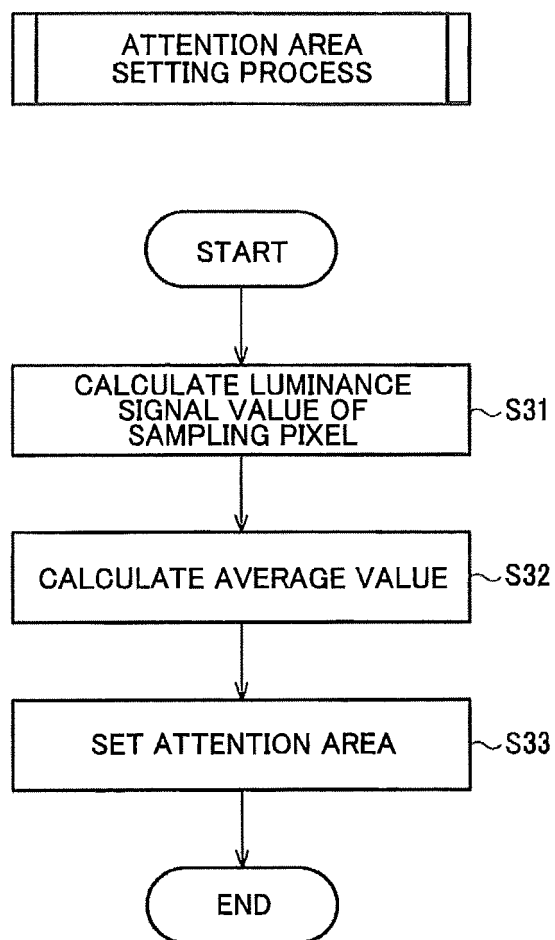 ATTENTION AREA
SETTING PROCESS
START
CALCULATE LUMINANCE
SIGNAL VALUE OF
SAMPLING PIXEL
S31
CALCULATE AVERAGE VALUE
S32
SET ATTENTION AREA
S33
END